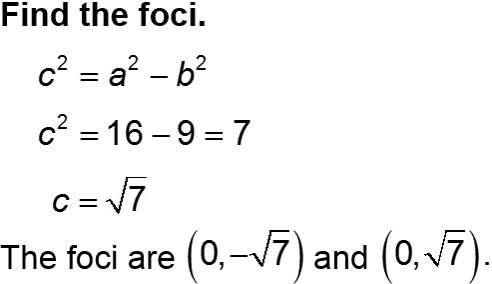 Find the foci.
c² = a² − b²
c² = 16 − 9 = 7
c = √7
The foci are (0,−√7) and (0,√7).